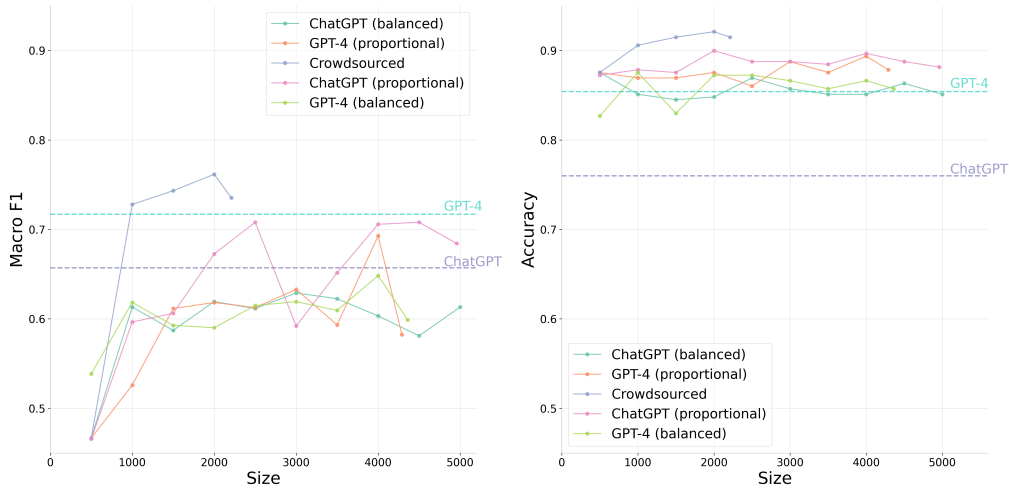 ChatGPT (balanced)
GPT-4 (proportional)
Crowdsourced
ChatGPT (proportional)
GPT-4 (balanced)
0.9
0.8
0.7
0.6
0.5
Macro F1
GPT-4
ChatGPT
0
1000
2000
3000
4000
5000
Size
0.9
0.8
0.7
0.6
0.5
Accuracy
GPT-4
ChatGPT
ChatGPT (balanced)
GPT-4 (proportional)
Crowdsourced
ChatGPT (proportional)
GPT-4 (balanced)
0
1000
2000
3000
4000
5000
Size